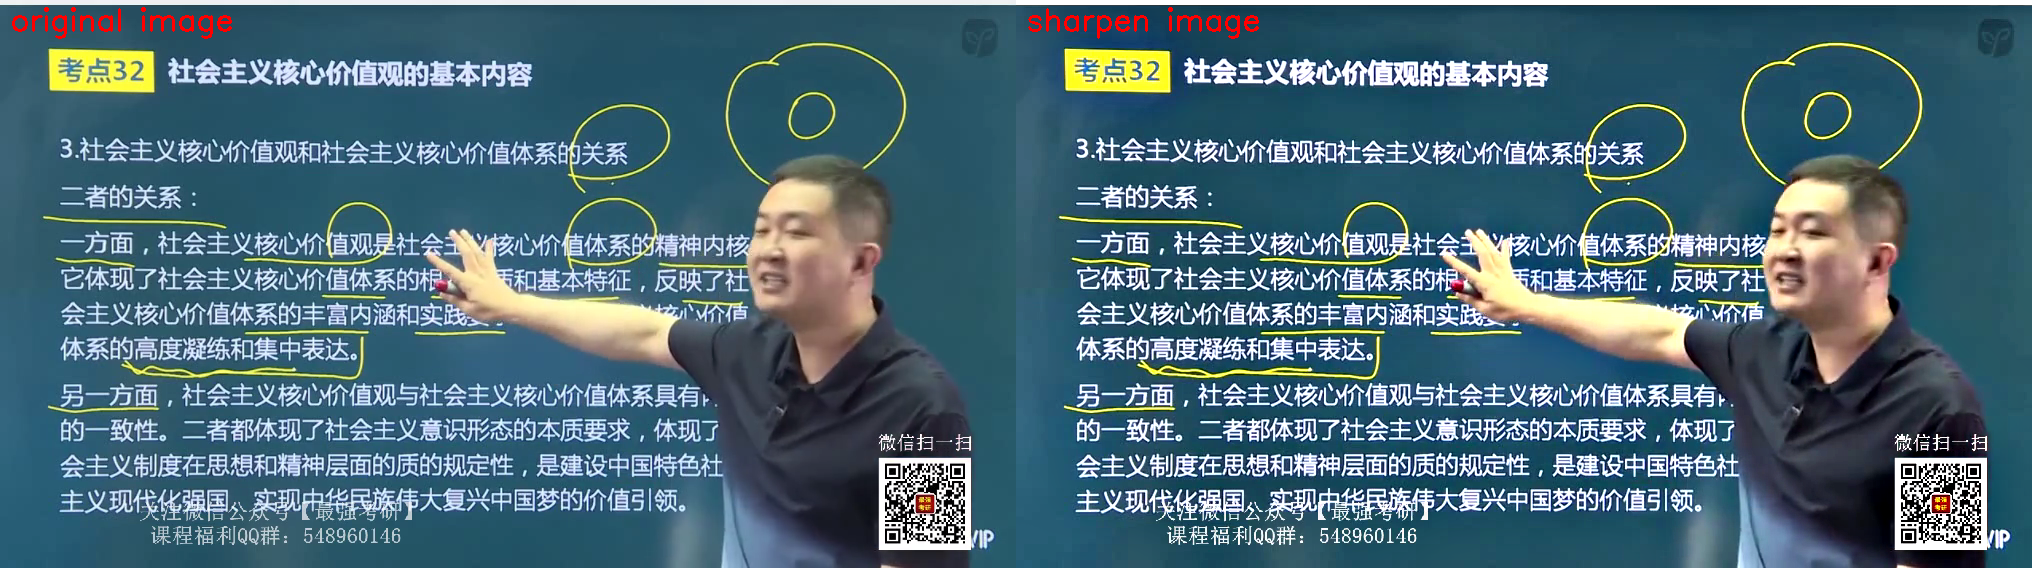 original image
考点32 社会主义核心价值观的基本内容
3.社会主义核心价值观和社会主义核心价值体系的关系
二者的关系：
一方面，社会主义核心价值观是社会主义核心价值体系的精神内核
它体现了社会主义核心价值体系的根 质和基本特征，反映了社
会主义核心价值体系的丰富内涵和实践 核心价值
体系的高度凝练和集中表达。
另一方面，社会主义核心价值观与社会主义核心价值体系具有
的一致性。二者都体现了社会主义意识形态的本质要求，体现了
会主义制度在思想和精神层面的质的规定性，是建设中国特色社
主义现代化强国、实现中华民族伟大复兴中国梦的价值引领。
关注微信公众号【最强考研】
课程福利QQ群：548960146
微信扫一扫
最强
考研
VIP
sharpen image
考点32 社会主义核心价值观的基本内容
3.社会主义核心价值观和社会主义核心价值体系的关系
二者的关系：
一方面，社会主义核心价值观是社会主义核心价值体系的精神内核
它体现了社会主义核心价值体系的根 质和基本特征，反映了社
会主义核心价值体系的丰富内涵和实践 核心价值
体系的高度凝练和集中表达。
另一方面，社会主义核心价值观与社会主义核心价值体系具有
的一致性。二者都体现了社会主义意识形态的本质要求，体现了
会主义制度在思想和精神层面的质的规定性，是建设中国特色社
主义现代化强国、实现中华民族伟大复兴中国梦的价值引领。
关注微信公众号【最强考研】
课程福利QQ群：548960146
微信扫一扫
最强
考研
VIP